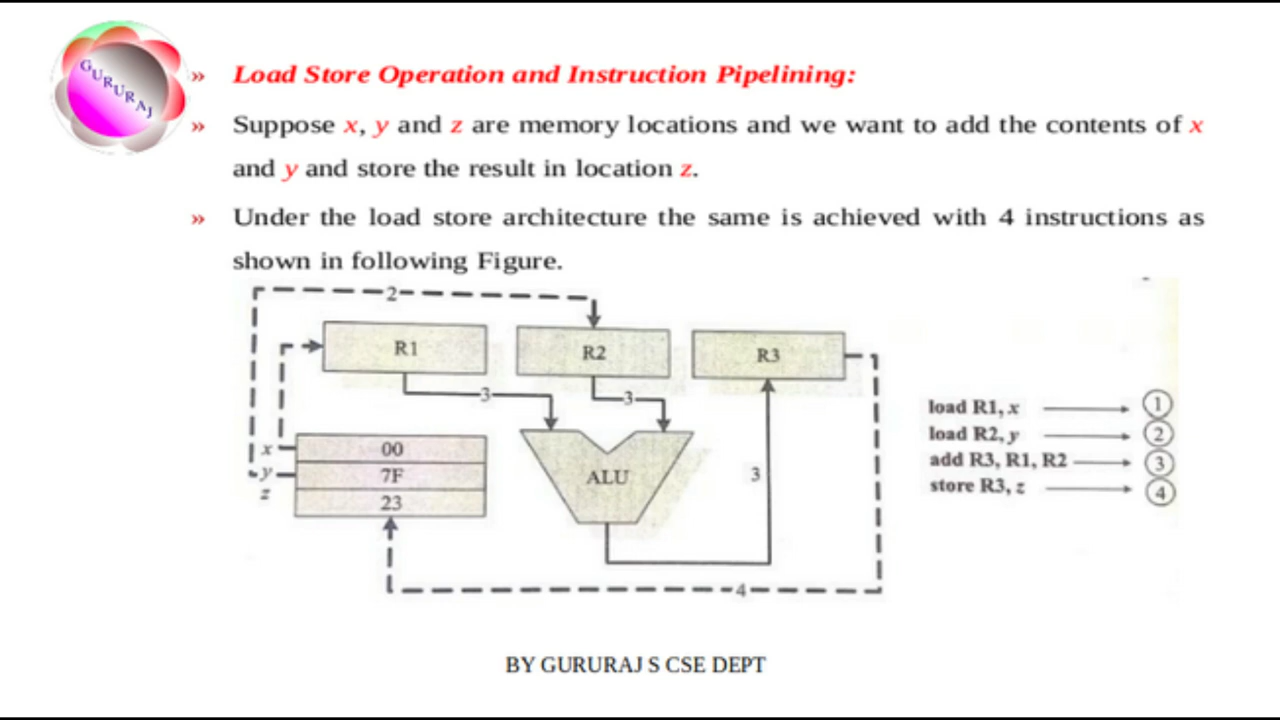 GURURAJ
» Load Store Operation and Instruction Pipelining:
» Suppose x, y and z are memory locations and we want to add the contents of x
and y and store the result in location z.
» Under the load store architecture the same is achieved with 4 instructions as
shown in following Figure.
2
R1
R2
R3
3
3
load R1, x 1
load R2, y 2
add R3, R1, R2 3
store R3, z 4
x 00
y 7F
z 23
ALU
3
4
BY GURURAJ S CSE DEPT